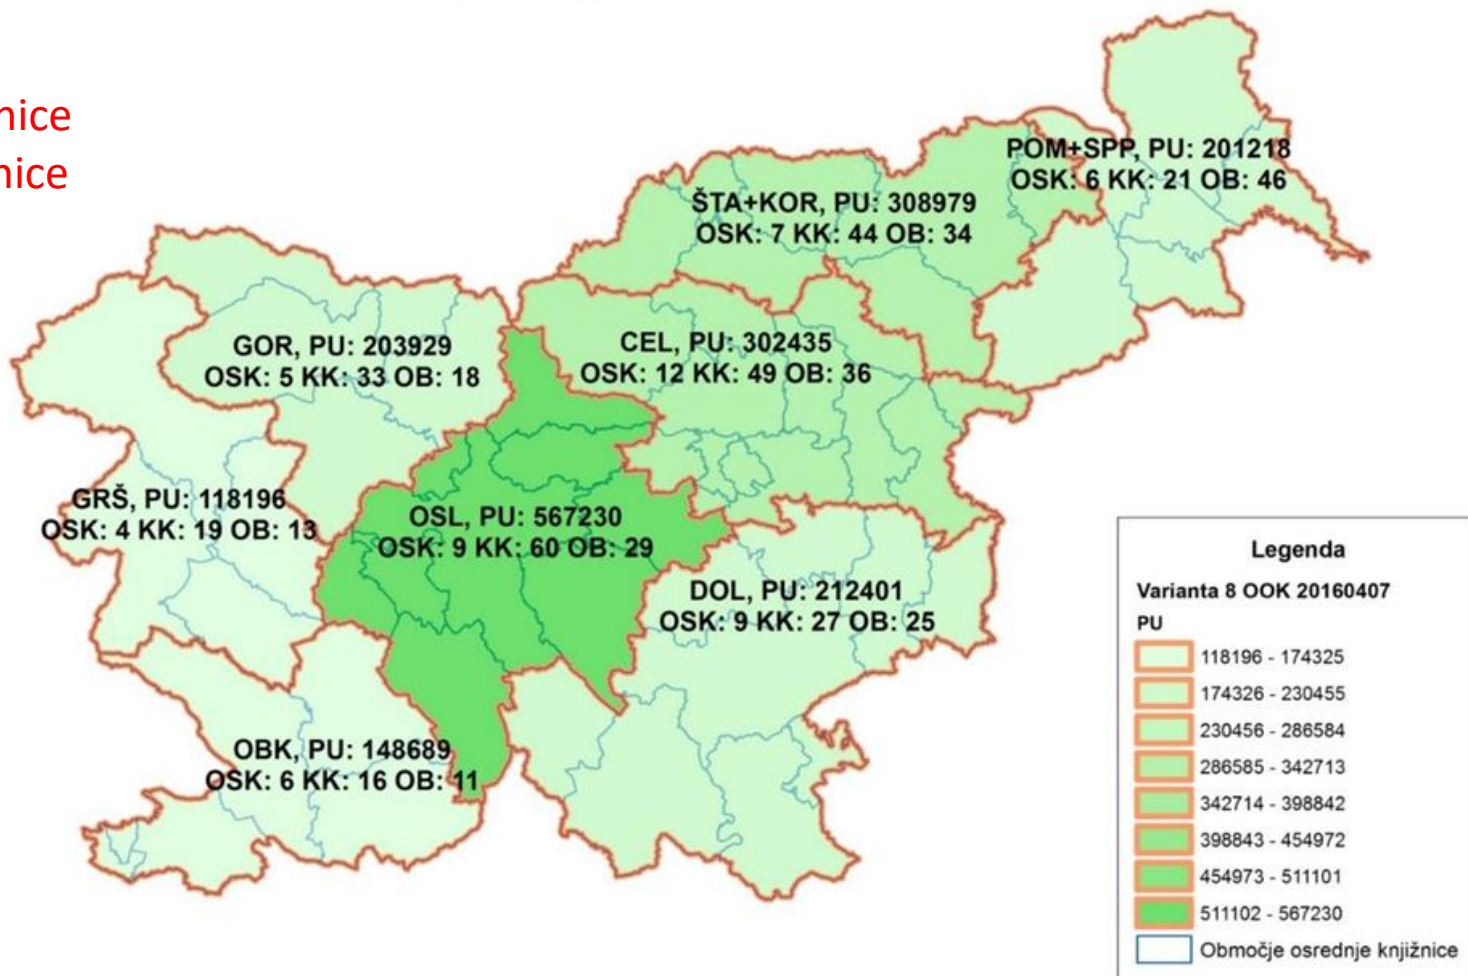 nice
nice
POM+SPP, PU: 201218
OSK: 6 KK: 21 OB: 46
ŠTA+KOR, PU: 308979
OSK: 7 KK: 44 OB: 34
GOR, PU: 203929
OSK: 5 KK: 33 OB: 18
CEL, PU: 302435
OSK: 12 KK: 49 OB: 36
GRŠ, PU: 118196
OSK: 4 KK: 19 OB: 13
OSL, PU: 567230
OSK: 9 KK: 60 OB: 29
DOL, PU: 212401
OSK: 9 KK: 27 OB: 25
OBK, PU: 148689
OSK: 6 KK: 16 OB: 11
Legenda
Varianta 8 OOK 20160407
PU
118196 - 174325
174326 - 230455
230456 - 286584
286585 - 342713
342714 - 398842
398843 - 454972
454973 - 511101
511102 - 567230
Območje osrednje knjižnice